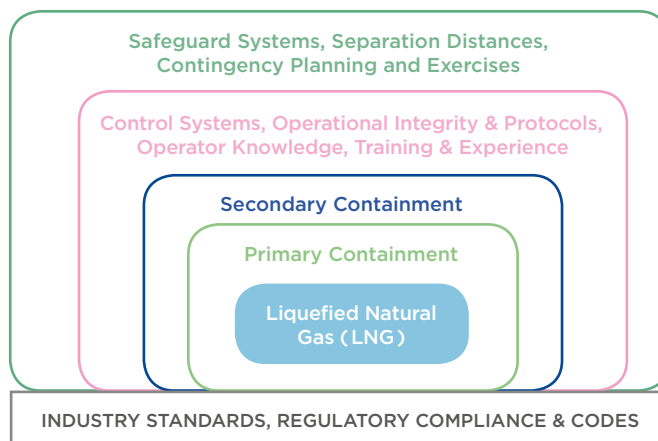 Safeguard Systems, Separation Distances,
Contingency Planning and Exercises
Control Systems, Operational Integrity & Protocols,
Operator Knowledge, Training & Experience
Secondary Containment
Primary Containment
Liquefied Natural
Gas (LNG)
INDUSTRY STANDARDS, REGULATORY COMPLIANCE & CODES